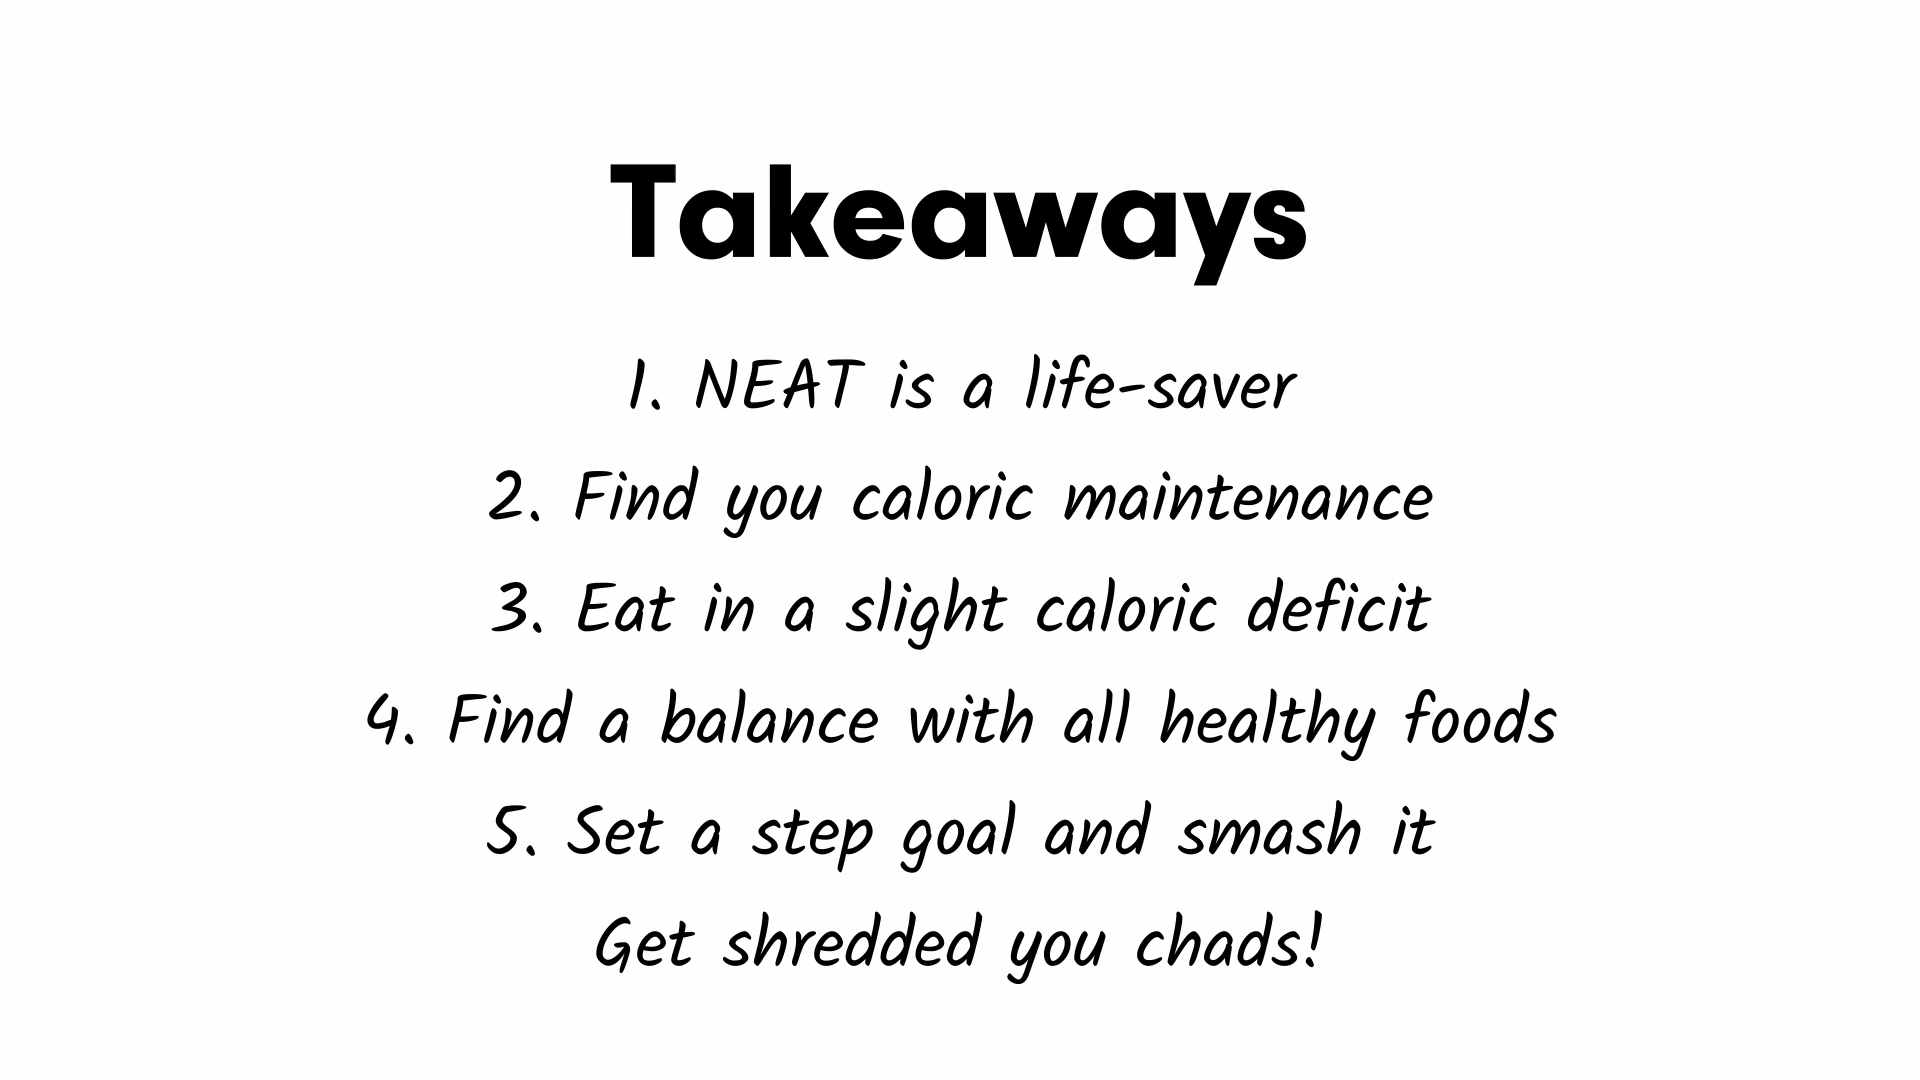 Takeaways
1. NEAT is a life-saver
2. Find you caloric maintenance
3. Eat in a slight caloric deficit
4. Find a balance with all healthy foods
5. Set a step goal and smash it
Get shredded you chads!